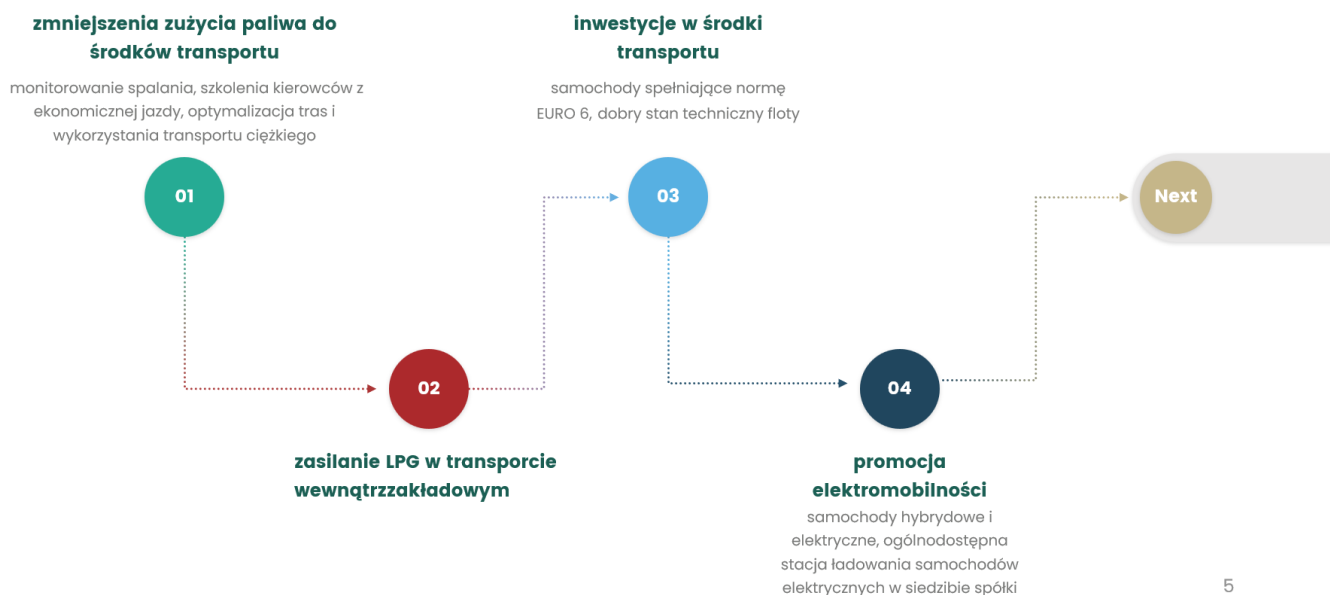 zmniejszenia zużycia paliwa do
środków transportu
monitorowanie spalania, szkolenia kierowców z
ekonomicznej jazdy, optymalizacja tras i
wykorzystania transportu ciężkiego
01
02
zasilanie LPG w transporcie
wewnątrzzakładowym
inwestycje w środki
transportu
samochody spełniające normę
EURO 6, dobry stan techniczny floty
03
04
promocja
elektromobilności
samochody hybrydowe i
elektryczne, ogólnodostępna
stacja ładowania samochodów
elektrycznych w siedzibie spółki
Next
5